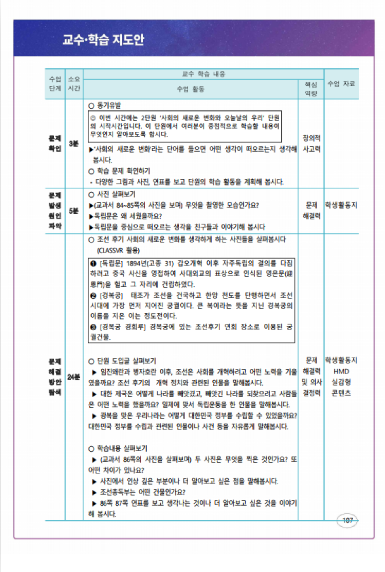 교수·학습 지도안
수업 단계
소요 시간
교수 학습 내용
수업 활동
핵심 역량
수업 자료
문제 확인
3분
○ 동기유발
◎ 이번 시간에는 2단원 '사회의 새로운 변화와 오늘날의 우리' 단원
의 시작시간입니다. 이 단원에서 여러분이 중점적으로 학습할 내용이
무엇인지 알아보도록 합시다.
▶'사회의 새로운 변화'라는 단어를 들으면 어떤 생각이 떠오르는지 생각해
봅시다.
○ 학습 문제 확인하기
- 다양한 그림과 사진, 연표를 보고 단원의 학습 활동을 계획해 봅시다.
창의적 사고력
문제 발생 원인 파악
5분
○ 사진 살펴보기
▶(교과서 84~85쪽의 사진을 보며) 무엇을 촬영한 모습인가요?
▶독립문은 왜 세웠을까요?
▶독립문을 중심으로 떠오르는 생각을 친구들과 이야기해 봅시다
문제 해결력
학생활동지
문제 해결 방안 탐색
24분
○ 조선 후기 사회의 새로운 변화를 생각하게 하는 사진들을 살펴봅시다
(CLASSVR 활용)
❶ [독립문] 1894년(고종 31) 갑오개혁 이후 자주독립의 결의를 다짐
하려고 중국 사신을 영접하여 사대외교의 표상으로 인식된 영은문(迎
恩門)을 헐고 그 자리에 건립하였다.
❷ [경복궁] 태조가 조선을 건국하고 한양 천도를 단행하면서 조선
시대에 가장 먼저 지어진 궁궐이다. 큰 복이라는 뜻을 지닌 경복궁의
이름을 지은 이는 정도전이다.
❸ [경복궁 경회루] 경복궁에 있는 조선후기 연회 장소로 이용된 궁
궐건물.
○ 단원 도입글 살펴보기
▶ 임진왜란과 병자호란 이후, 조선은 사회를 개혁하려고 어떤 노력을 기울
였을까요? 조선 후기의 개혁 정치와 관련된 인물을 말해봅시다.
▶ 대한 제국은 어떻게 나라를 빼앗겼고, 빼앗긴 나라를 되찾으려고 사람들
은 어떤 노력을 했을까요? 일제에 맞서 독립운동을 한 인물을 말해봅시다.
▶ 광복을 맞은 우리나라는 어떻게 대한민국 정부를 수립할 수 있었을까요?
대한민국 정부를 수립과 관련된 인물이나 사건 등을 자유롭게 말해봅시다.
○ 학습내용 살펴보기
▶ (교과서 86쪽의 사진을 살펴보며) 두 사진은 무엇을 찍은 것인가요? 또
어떤 차이가 있나요?
▶ 사진에서 인상 깊은 부분이나 더 알아보고 싶은 점을 말해봅시다.
▶ 조선총독부는 어떤 건물인가요?
▶ 86쪽 87쪽 연표를 보고 생각나는 것이나 더 알아보고 싶은 것을 이야기
해 봅시다.
문제 해결력 및 의사 결정력
학생활동지
HMD
실감형
콘텐츠
107